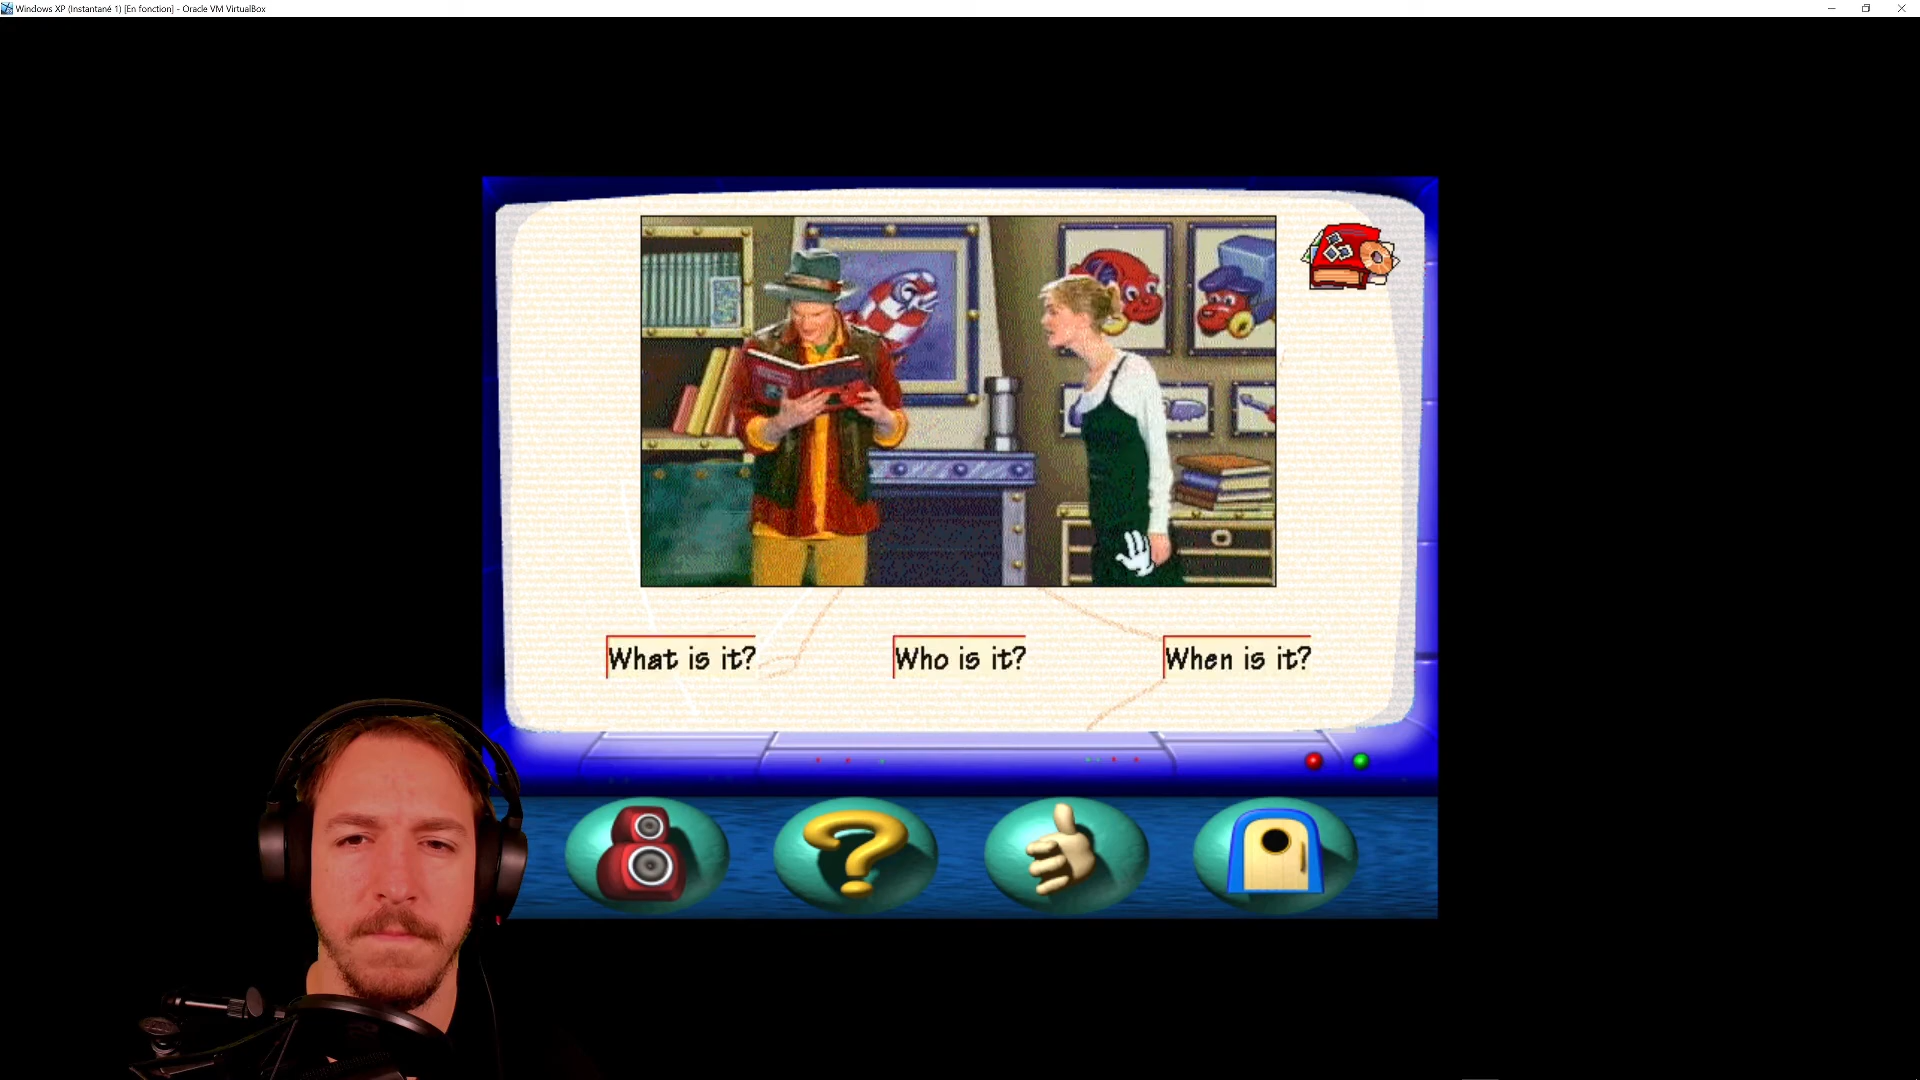 Windows XP (Instantané 1) [En fonction] - Oracle VM VirtualBox
What is it?
Who is it?
When is it?